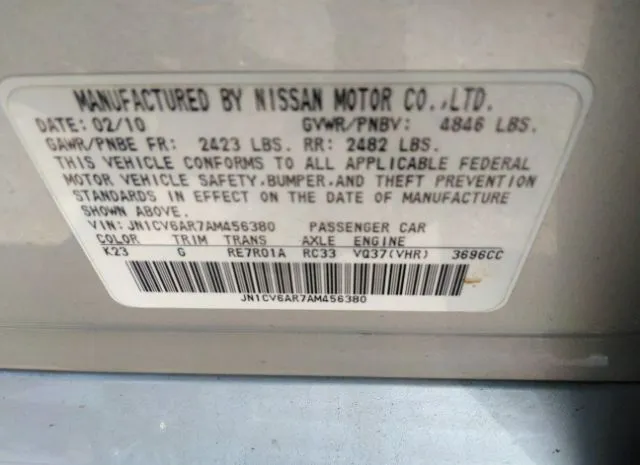 MANUFACTURED BY NISSAN MOTOR CO.,LTD.
DATE: 02/10 GVWR/PNBV: 4846 LBS.
GAWR/PNBE FR: 2423 LBS. RR: 2482 LBS.
THIS VEHICLE CONFORMS TO ALL APPLICABLE FEDERAL
MOTOR VEHICLE SAFETY,BUMPER,AND THEFT PREVENTION
STANDARDS IN EFFECT ON THE DATE OF MANUFACTURE
SHOWN ABOVE.
VIN: JN1CV6AR7AM456380 PASSENGER CAR
COLOR TRIM TRANS AXLE ENGINE
K23 G RE7R01A RC33 VQ37(VHR) 3696CC
JN1CV6AR7AM456380